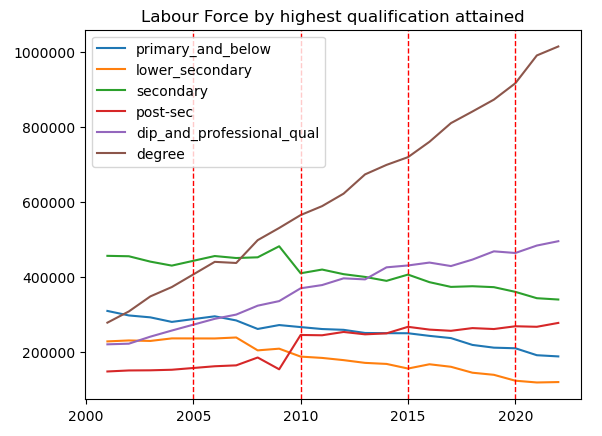 Labour Force by highest qualification attained
1000000
800000
600000
400000
200000
primary_and_below
lower_secondary
secondary
post-sec
dip_and_professional_qual
degree
2000 2005 2010 2015 2020